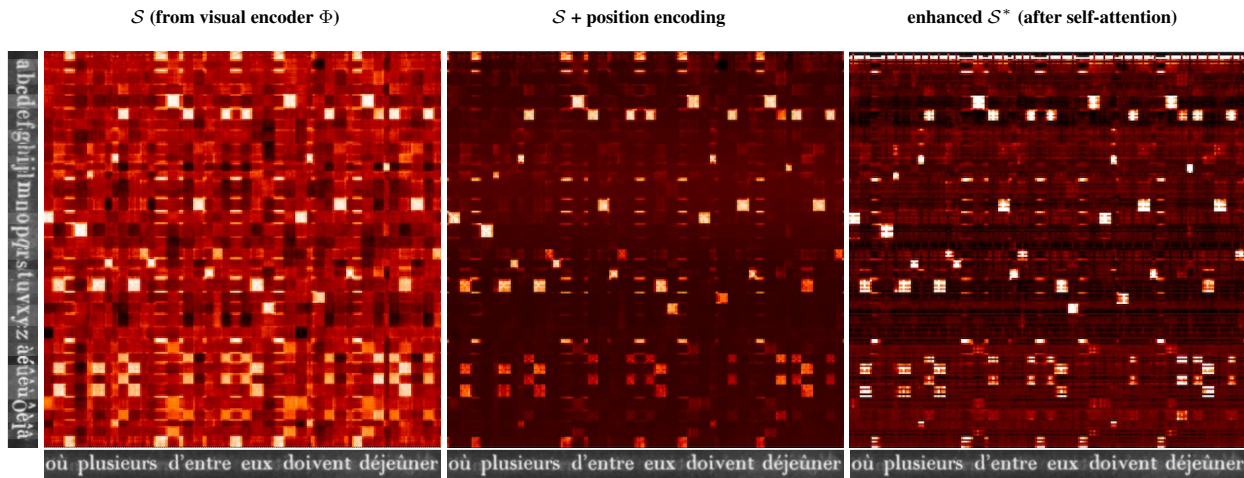 𝒮 (from visual encoder Φ)
𝒮 + position encoding
enhanced 𝒮* (after self-attention)
abcdefghijlmnopqrstuvxyz
où plusieurs d'entre eux doivent déjeûner
où plusieurs d'entre eux doivent déjeûner
où plusieurs d'entre eux doivent déjeûner